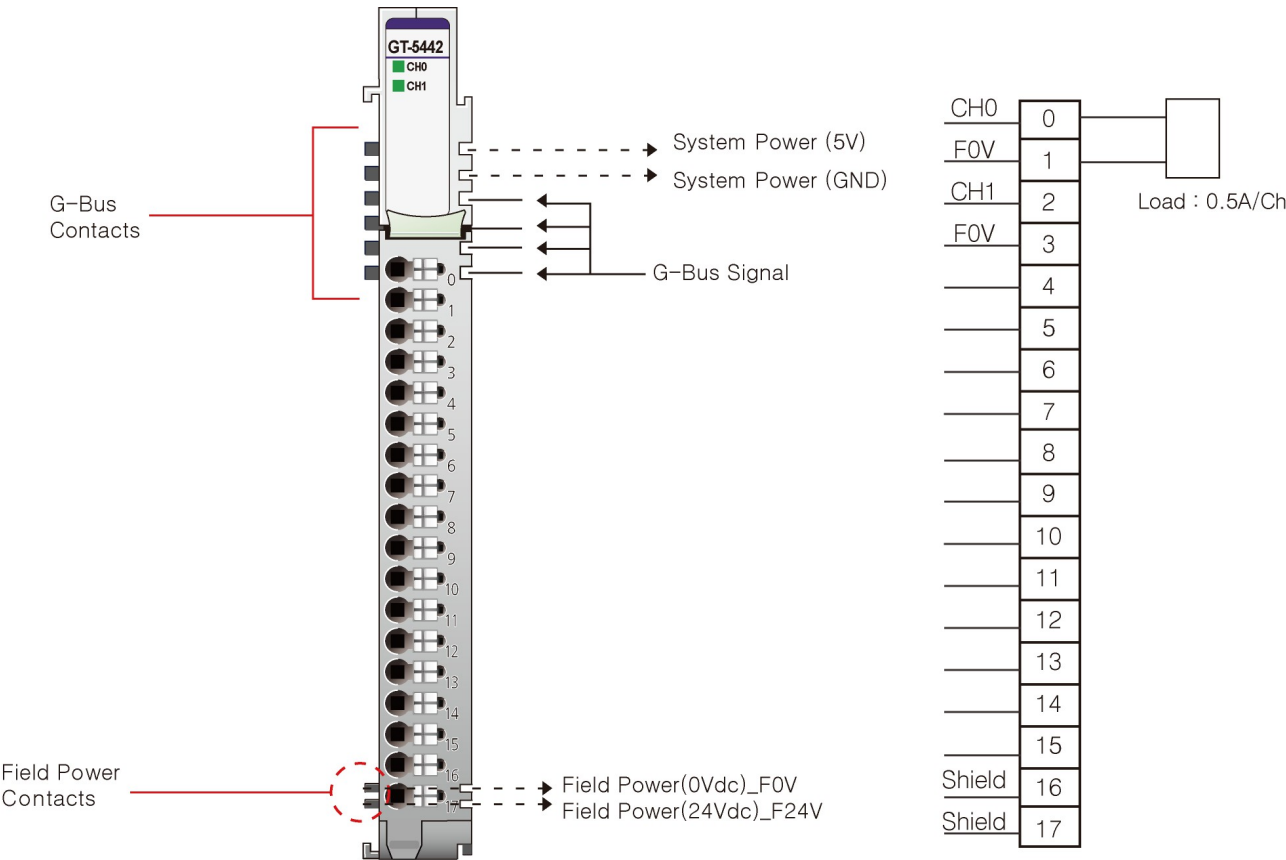 GT-5442
CH0
CH1
System Power (5V)
System Power (GND)
G-Bus
Contacts
G-Bus Signal
0
1
2
3
4
5
6
7
8
9
10
11
12
13
14
15
16
17
Field Power
Contacts
Field Power(0Vdc)_F0V
Field Power(24Vdc)_F24V
CH0 0
F0V 1
CH1 2
F0V 3
4
5
6
7
8
9
10
11
12
13
14
15
Shield 16
Shield 17
Load : 0.5A/Ch